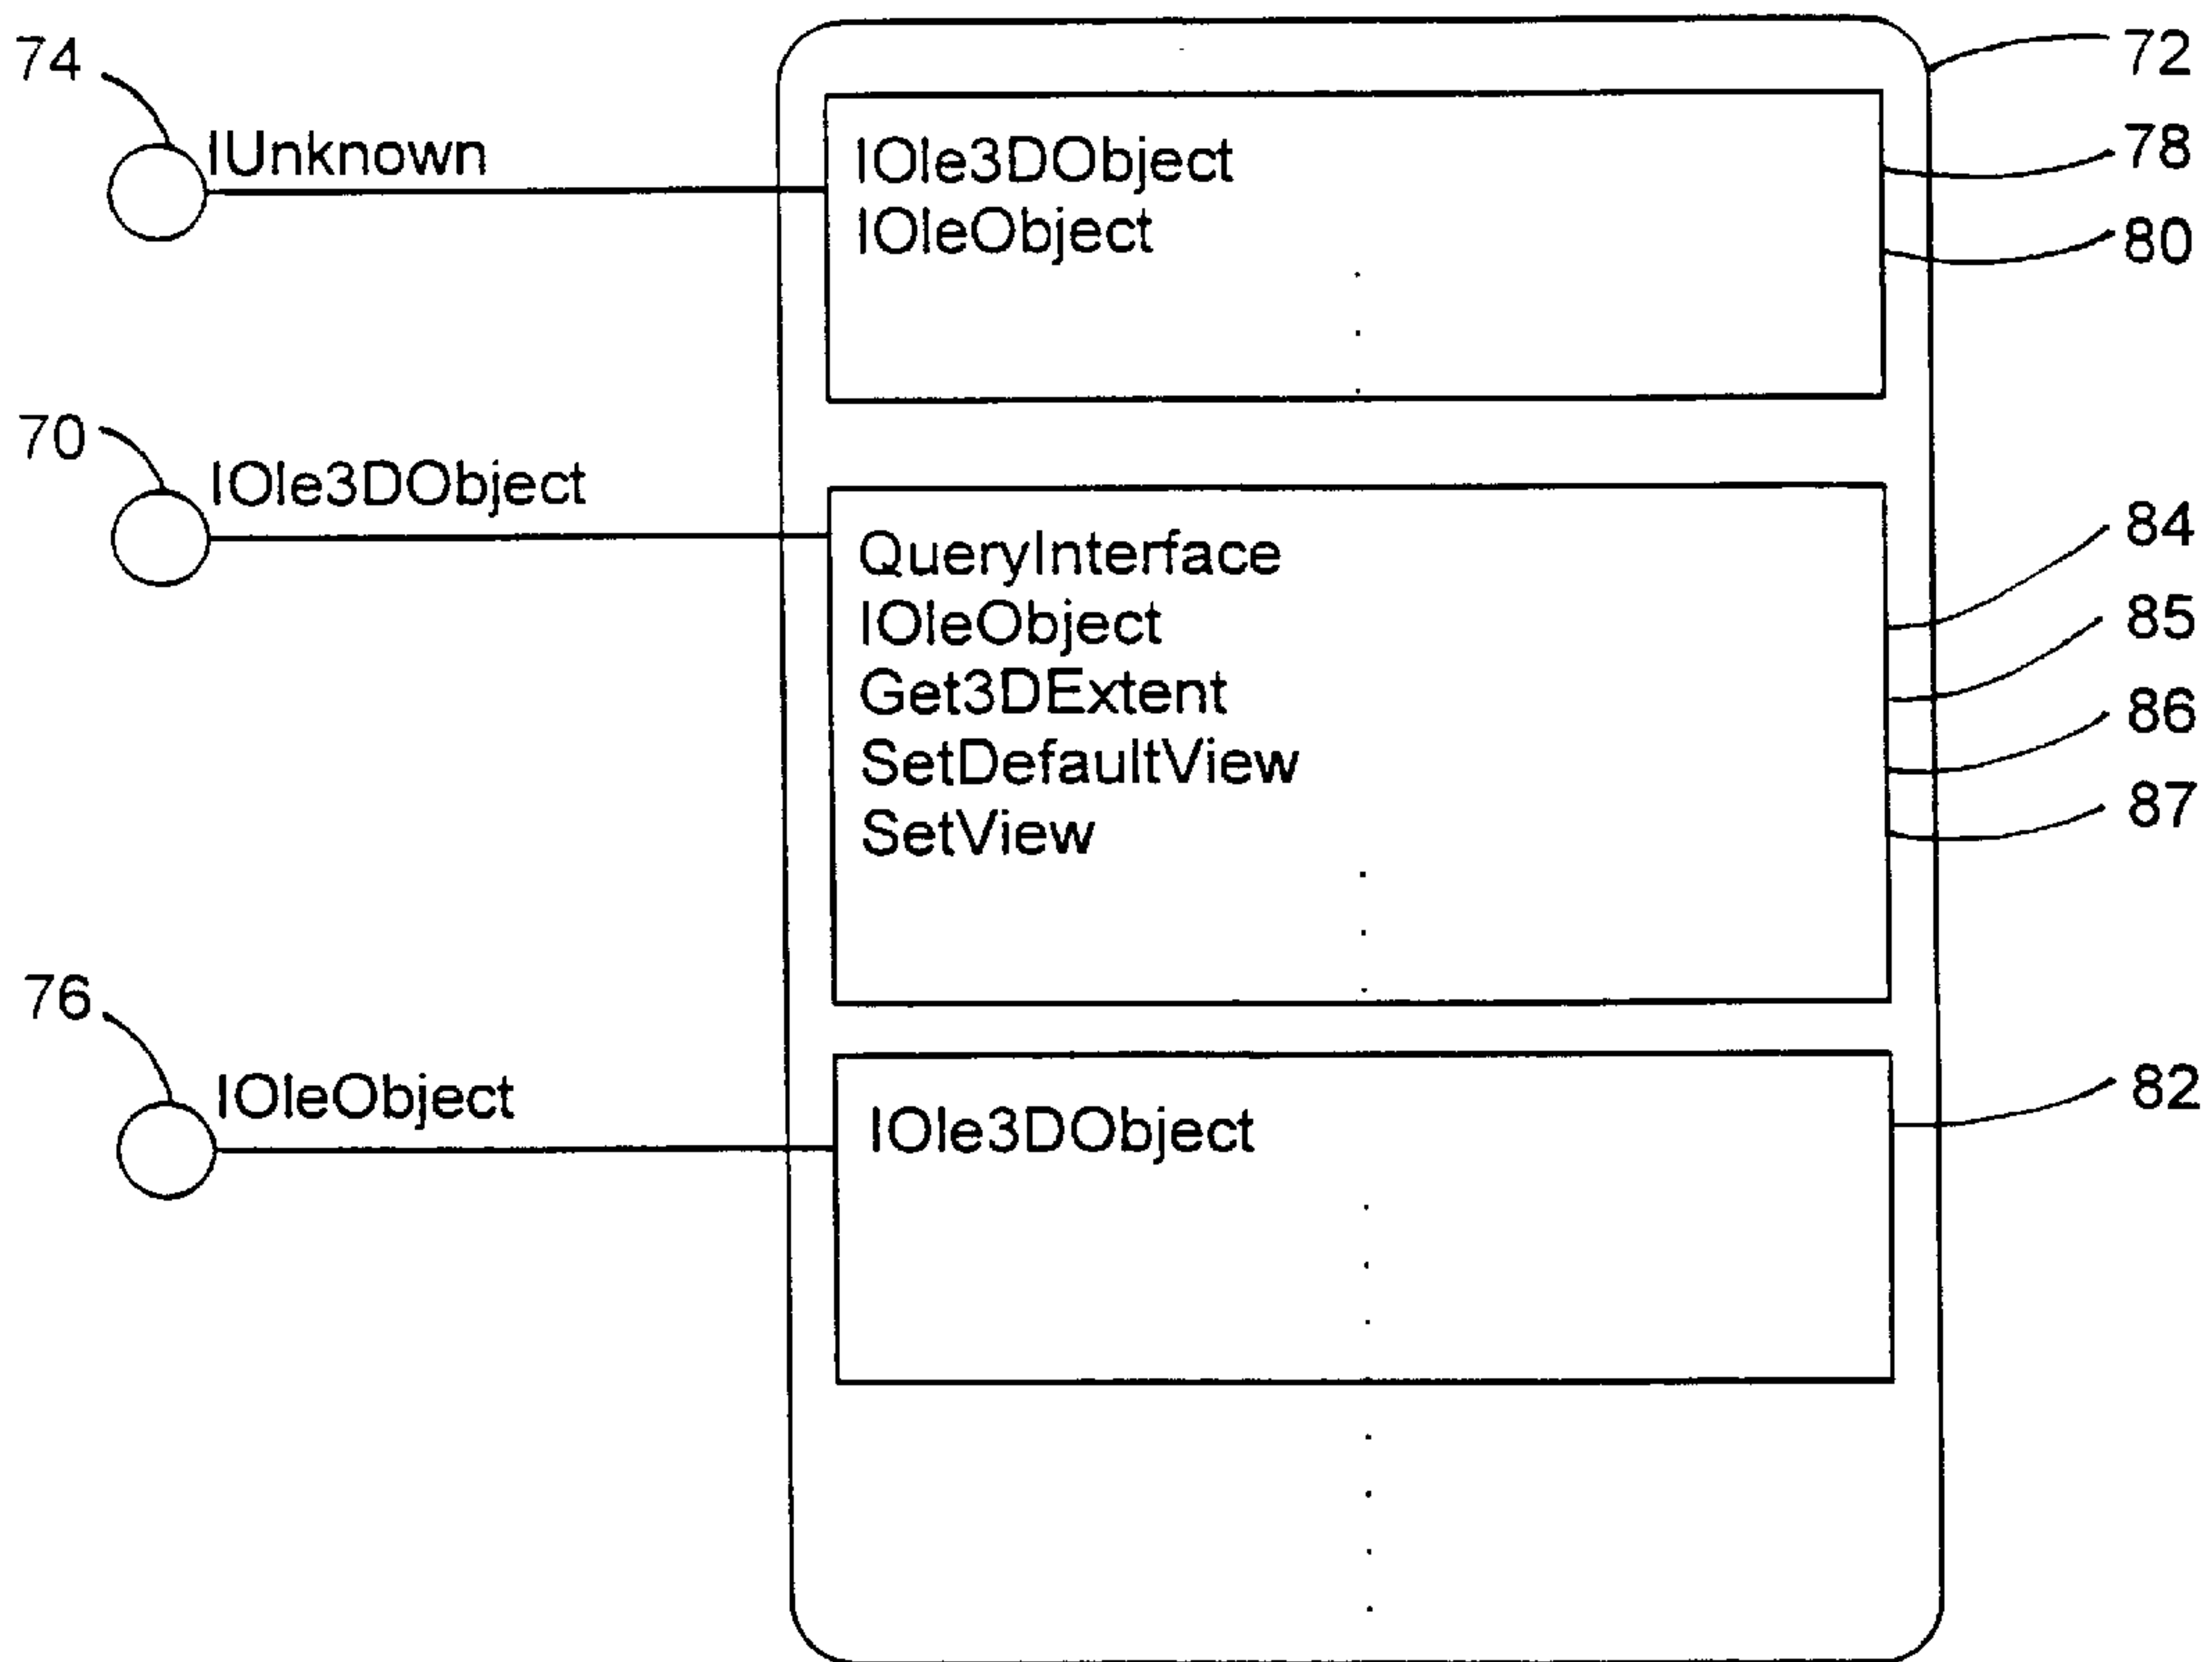 74
72
IUnknown
IOle3DObject
78
IOleObject
80
70
IOle3DObject
QueryInterface
84
IOleObject
85
Get3DExtent
86
SetDefaultView
87
SetView
76
IOleObject
IOle3DObject
82